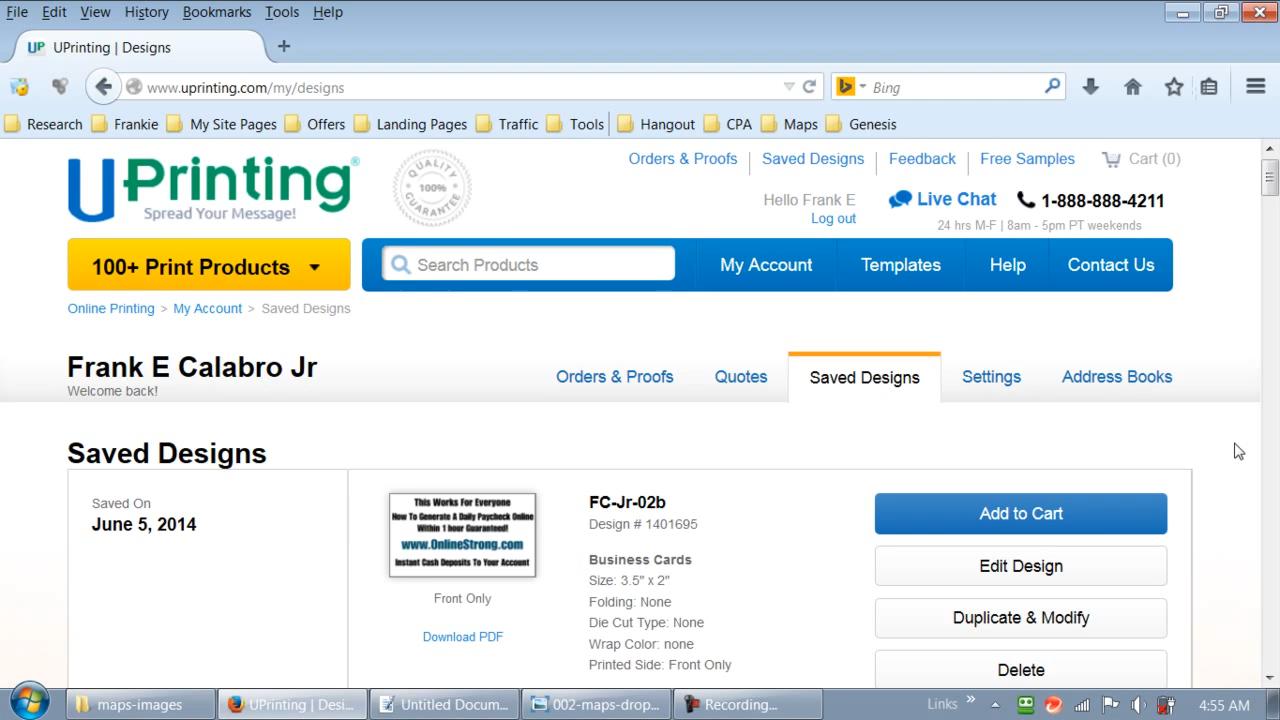 File Edit View History Bookmarks Tools Help
UP UPrinting | Designs
www.uprinting.com/my/designs
Bing
Research Frankie My Site Pages Offers Landing Pages Traffic Tools Hangout CPA Maps Genesis
Orders & Proofs Saved Designs Feedback Free Samples Cart (0)
UPrinting®
Spread Your Message!
QUALITY
100%
GUARANTEE
Hello Frank E
Log out
Live Chat 1-888-888-4211
24 hrs M-F | 8am - 5pm PT weekends
100+ Print Products
Search Products
My Account Templates Help Contact Us
Online Printing > My Account > Saved Designs
Frank E Calabro Jr
Welcome back!
Orders & Proofs Quotes Saved Designs Settings Address Books
Saved Designs
Saved On
June 5, 2014
This Works For Everyone
How To Generate A Daily Paycheck Online
Within 1 hour Guaranteed!
www.OnlineStrong.com
Instant Cash Deposits To Your Account
Front Only
Download PDF
FC-Jr-02b
Design # 1401695
Business Cards
Size: 3.5" x 2"
Folding: None
Die Cut Type: None
Wrap Color: none
Printed Side: Front Only
Add to Cart
Edit Design
Duplicate & Modify
Delete
maps-images UPrinting | Desi... Untitled Docum... 002-maps-drop... Recording... Links » 4:55 AM